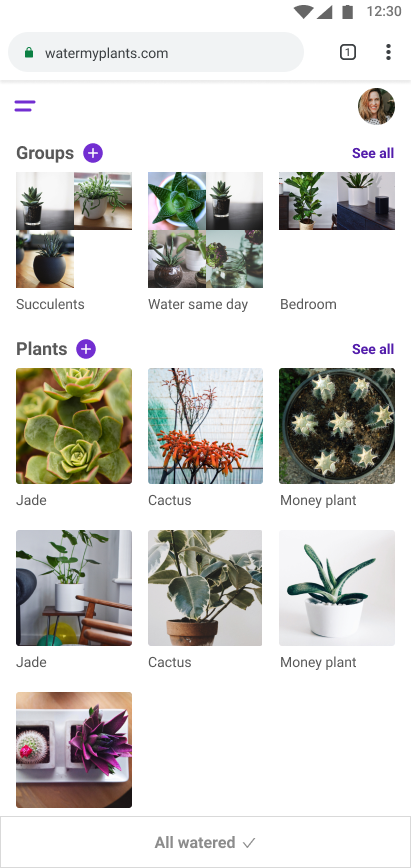 12:30
watermyplants.com
1
Groups
See all
Succulents
Water same day
Bedroom
Plants
See all
Jade
Cactus
Money plant
Jade
Cactus
Money plant
All watered